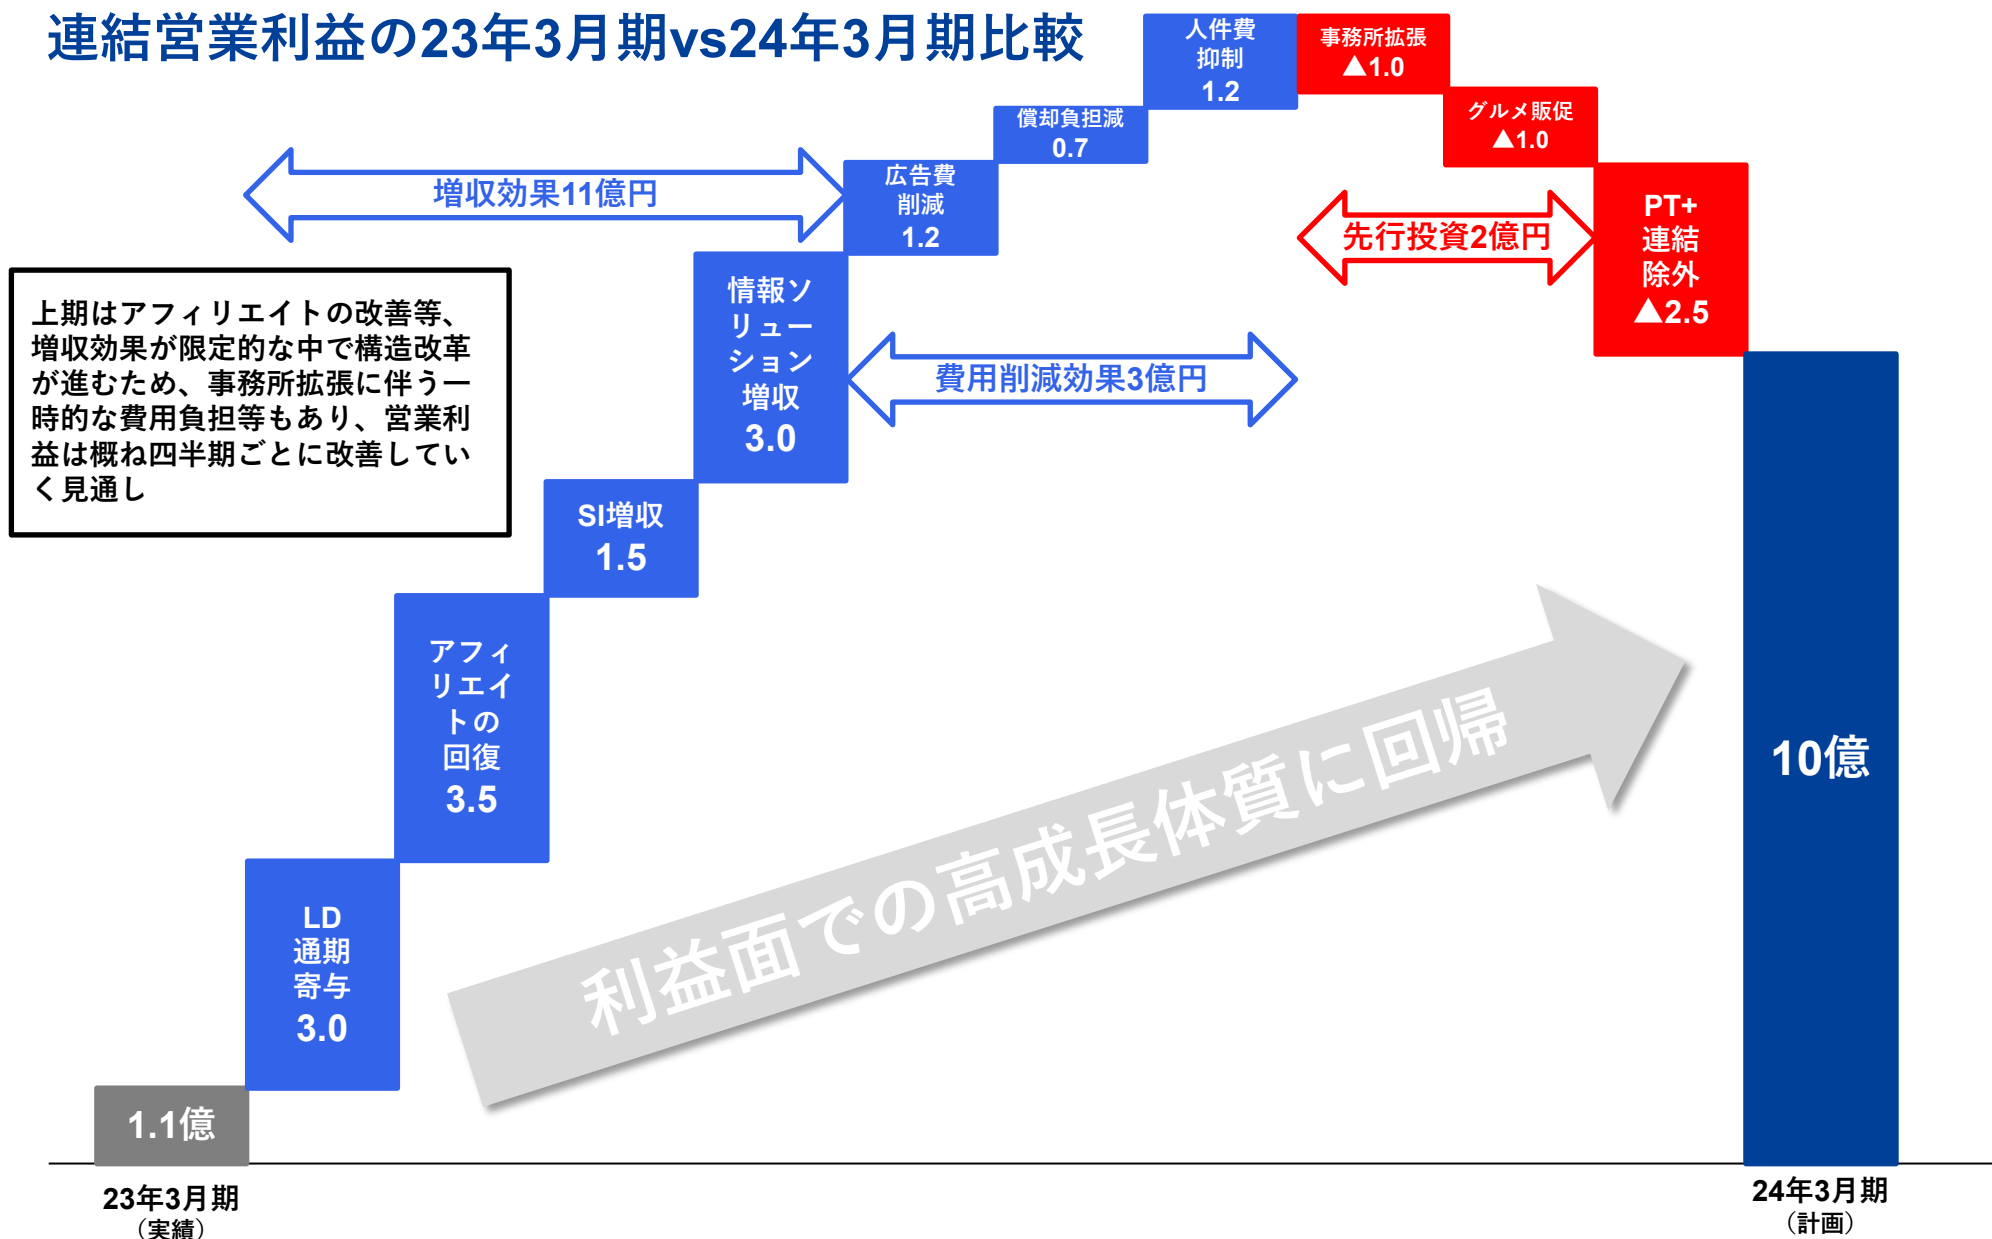 連結営業利益の23年3月期vs24年3月期比較
人件費
抑制
1.2
事務所拡張
▲1.0
グルメ販促
▲1.0
償却負担減
0.7
広告費
削減
1.2
増収効果11億円
PT+
連結
除外
▲2.5
先行投資2億円
情報ソ
リュー
ション
増収
3.0
費用削減効果3億円
上期はアフィリエイトの改善等、
増収効果が限定的な中で構造改革
が進むため、事務所拡張に伴う一
時的な費用負担等もあり、営業利
益は概ね四半期ごとに改善してい
く見通し
SI増収
1.5
アフィ
リエイ
トの
回復
3.5
LD
通期
寄与
3.0
利益面での高成長体質に回帰
10億
1.1億
23年3月期
（実績）
24年3月期
（計画）